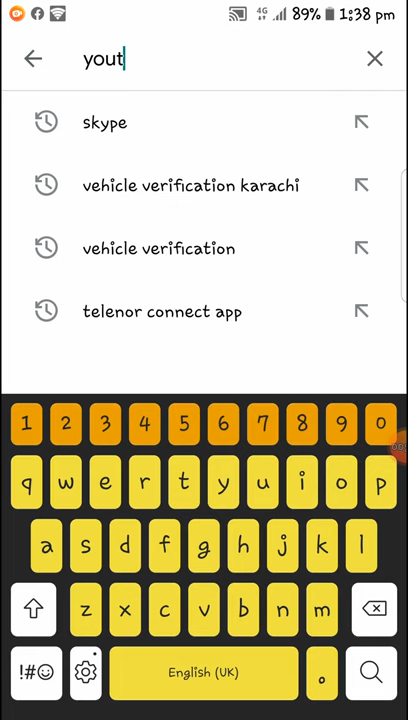 4G 89% 1:38 pm
yout
skype
vehicle verification karachi
vehicle verification
telenor connect app
1 2 3 4 5 6 7 8 9 0
q w e r t y u i o p
a s d f g h j k l
z x c v b n m
!#☺ English (UK) .